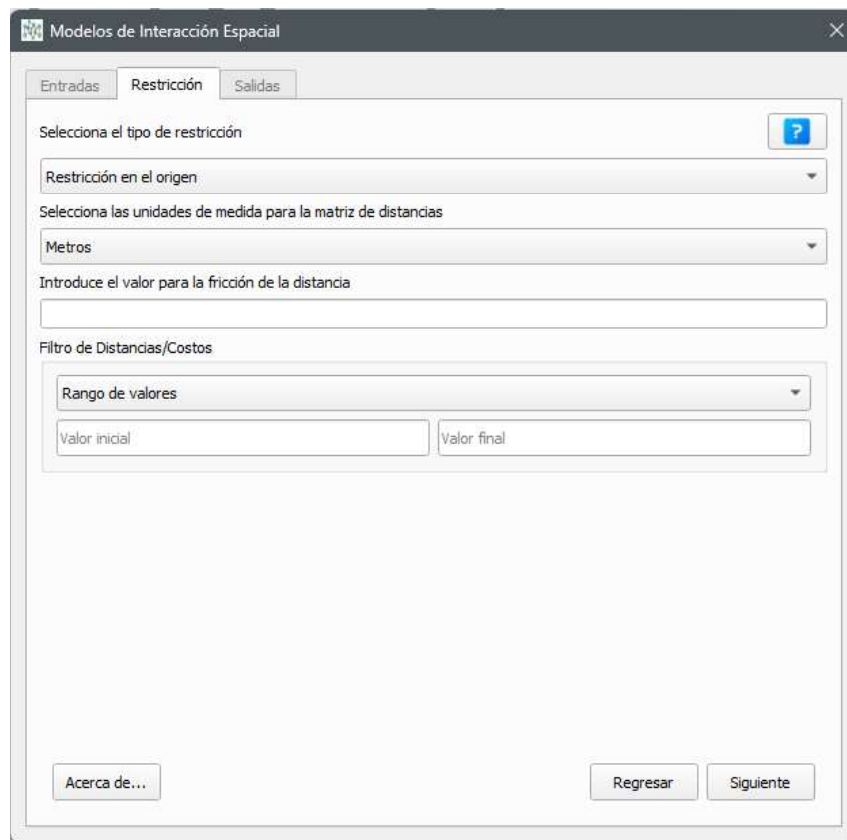 Modelos de Interacción Espacial
Entradas Restricción Salidas
Selecciona el tipo de restricción
?
Restricción en el origen
Selecciona las unidades de medida para la matriz de distancias
Metros
Introduce el valor para la fricción de la distancia
Filtro de Distancias/Costos
Rango de valores
Valor inicial Valor final
Acerca de... Regresar Siguiente